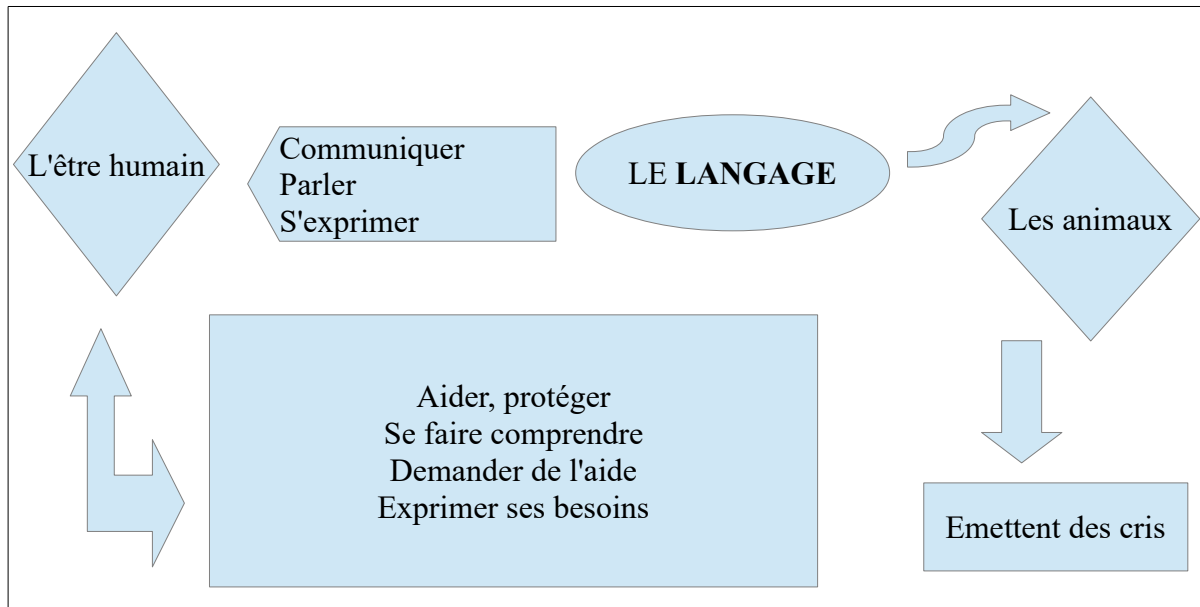 L'être humain
Communiquer
Parler
S'exprimer
LE LANGAGE
Les animaux
Aider, protéger
Se faire comprendre
Demander de l'aide
Exprimer ses besoins
Emettent des cris